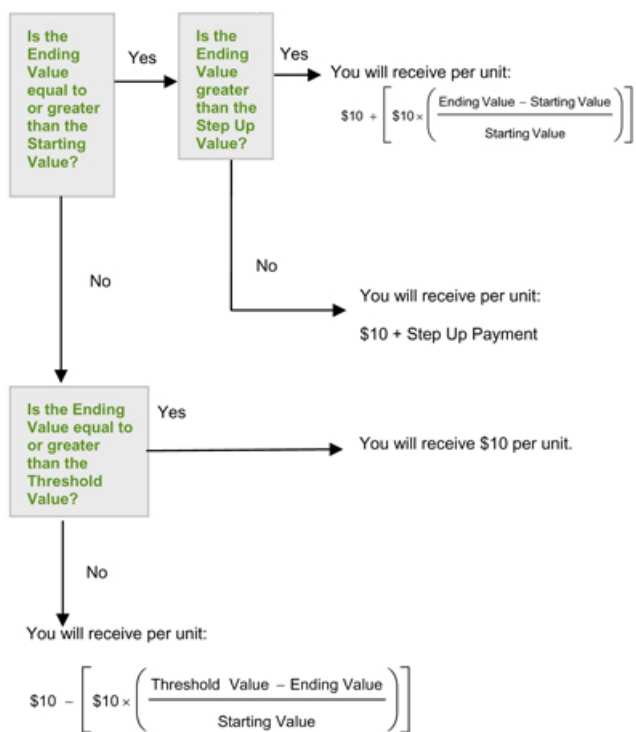 Is the
Ending
Value
equal to
or greater
than the
Starting
Value?
Yes
Is the
Ending
Value
greater
than the
Step Up
Value?
Yes
You will receive per unit:
$10 + [ $10 × ( Ending Value – Starting Value
Starting Value ) ]
No
No
You will receive per unit:
$10 + Step Up Payment
Is the Ending
Value equal to
or greater
than the
Threshold
Value?
Yes
You will receive $10 per unit.
No
You will receive per unit:
$10 – [ $10 × ( Threshold Value – Ending Value
Starting Value ) ]